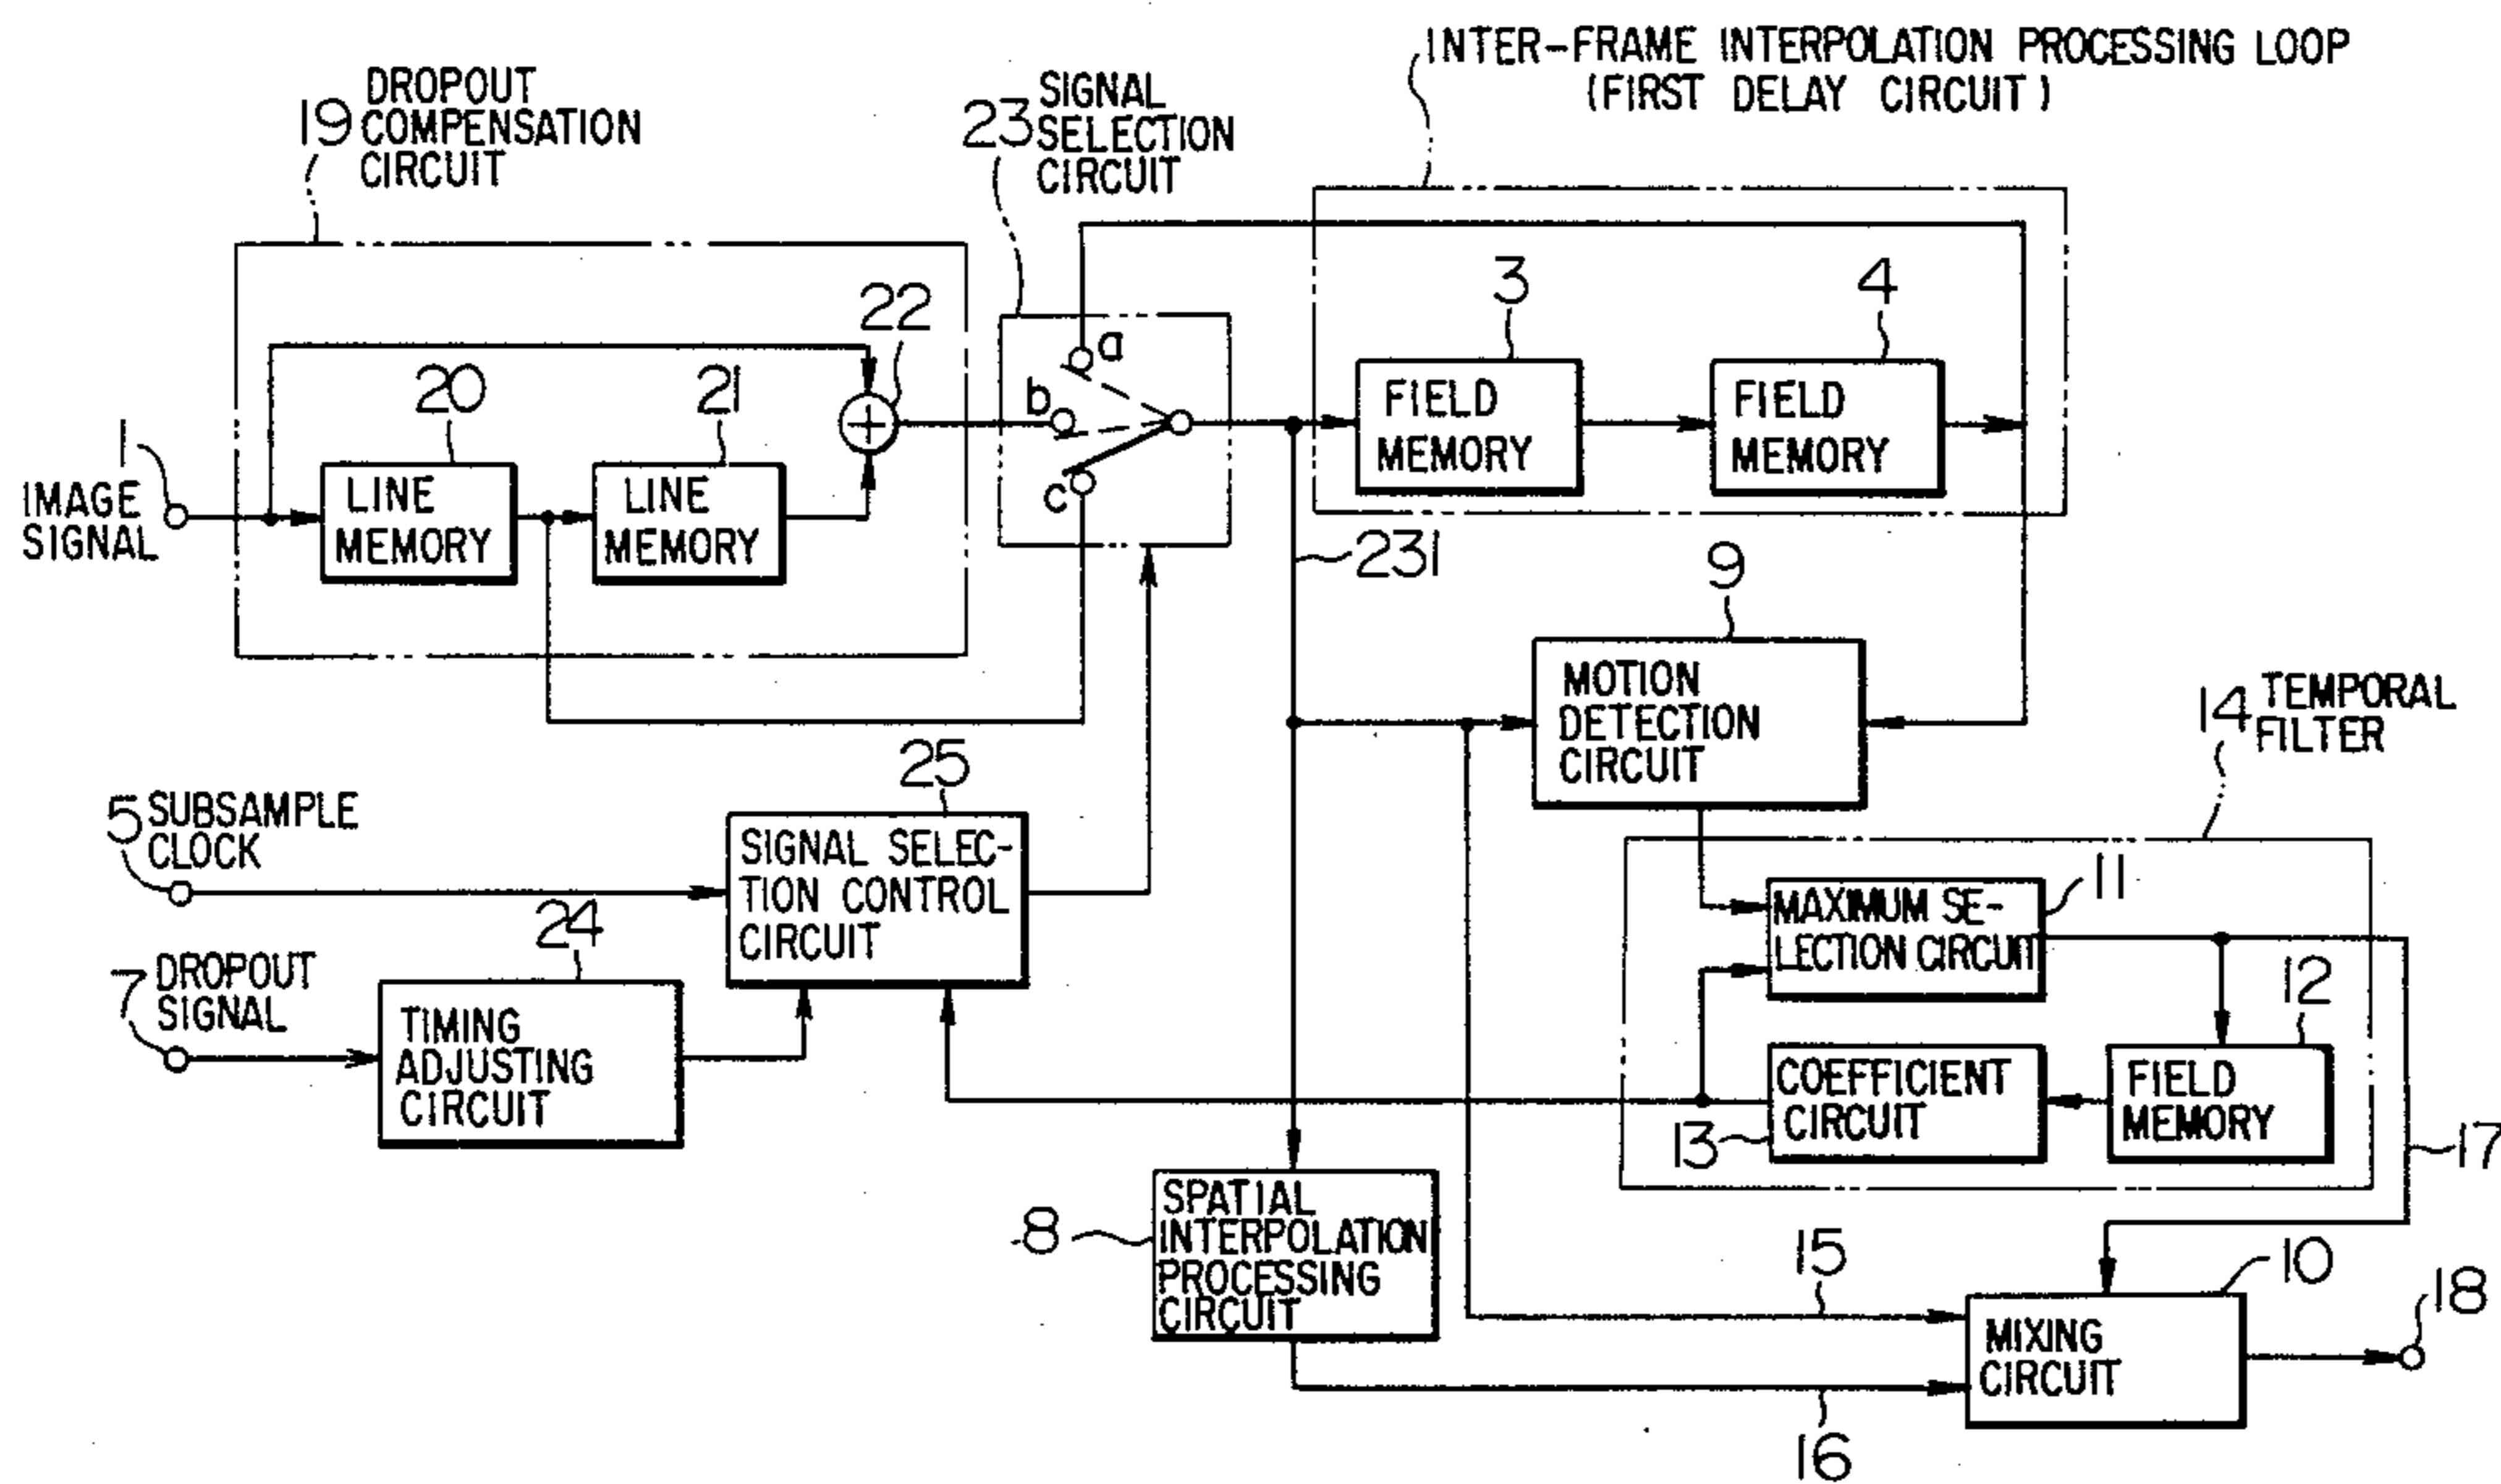 INTER-FRAME INTERPOLATION PROCESSING LOOP
(FIRST DELAY CIRCUIT)
19 DROPOUT
COMPENSATION
CIRCUIT
23 SIGNAL
SELECTION
CIRCUIT
22
20
21
3
4
a
b
c
1
IMAGE
SIGNAL
LINE
MEMORY
LINE
MEMORY
FIELD
MEMORY
FIELD
MEMORY
231
9
MOTION
DETECTION
CIRCUIT
14 TEMPORAL
FILTER
5 SUBSAMPLE
CLOCK
25
SIGNAL SELEC-
TION CONTROL
CIRCUIT
7 DROPOUT
SIGNAL
24
TIMING
ADJUSTING
CIRCUIT
11
MAXIMUM SE-
LECTION CIRCUIT
12
COEFFICIENT
CIRCUIT
13
FIELD
MEMORY
17
8
SPATIAL
INTERPOLATION
PROCESSING
CIRCUIT
15
10
18
MIXING
CIRCUIT
16